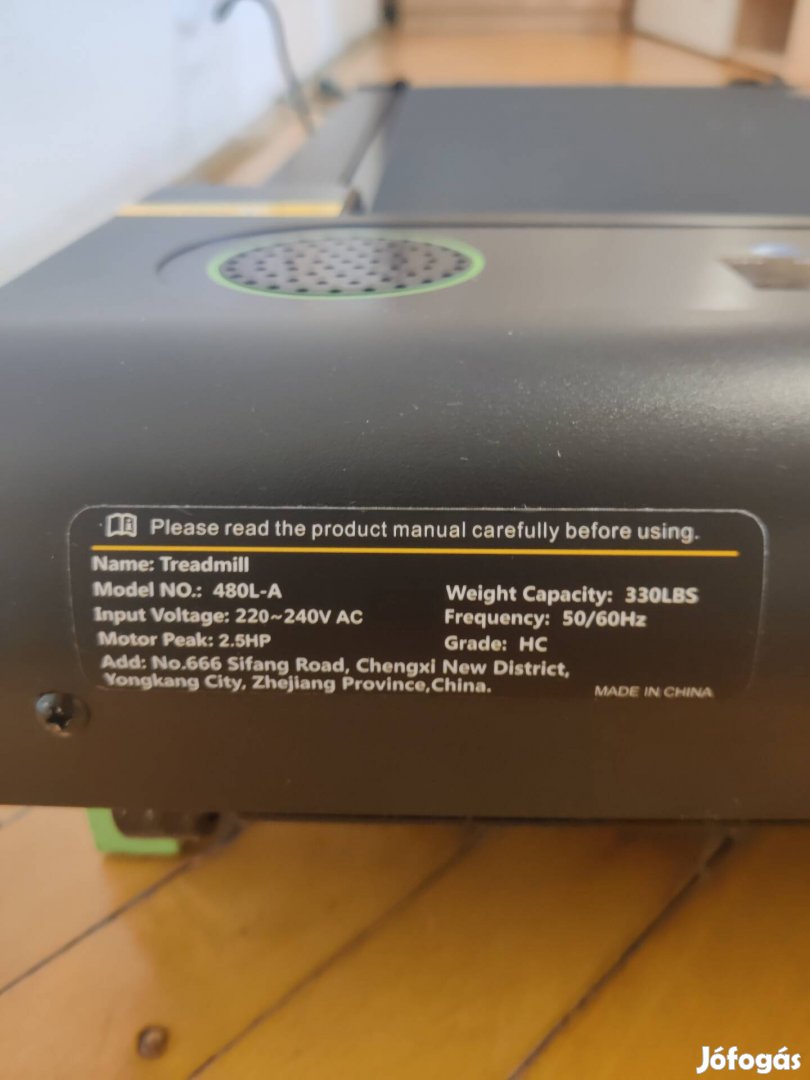 Please read the product manual carefully before using.
Name: Treadmill
Model NO.: 480L-A
Weight Capacity: 330LBS
Input Voltage: 220~240V AC
Frequency: 50/60Hz
Motor Peak: 2.5HP
Grade: HC
Add: No.666 Sifang Road, Chengxi New District,
Yongkang City, Zhejiang Province,China.
MADE IN CHINA
Jófogás